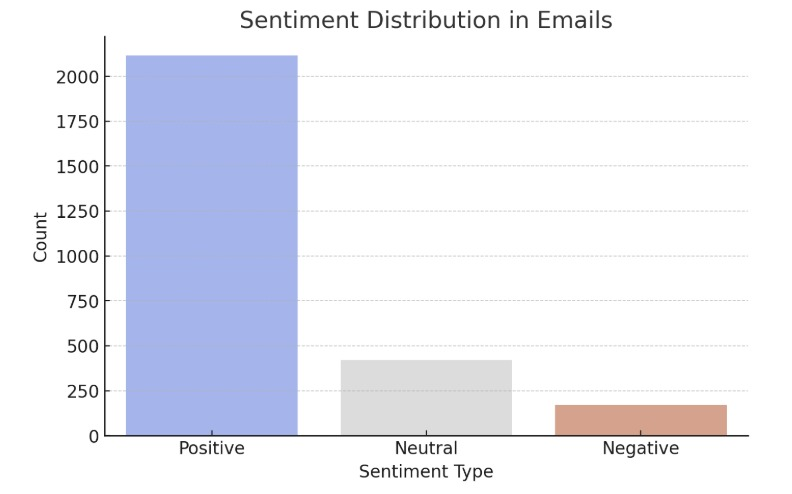 Sentiment Distribution in Emails
Count
2000
1750
1500
1250
1000
750
500
250
0
Positive Neutral Negative
Sentiment Type